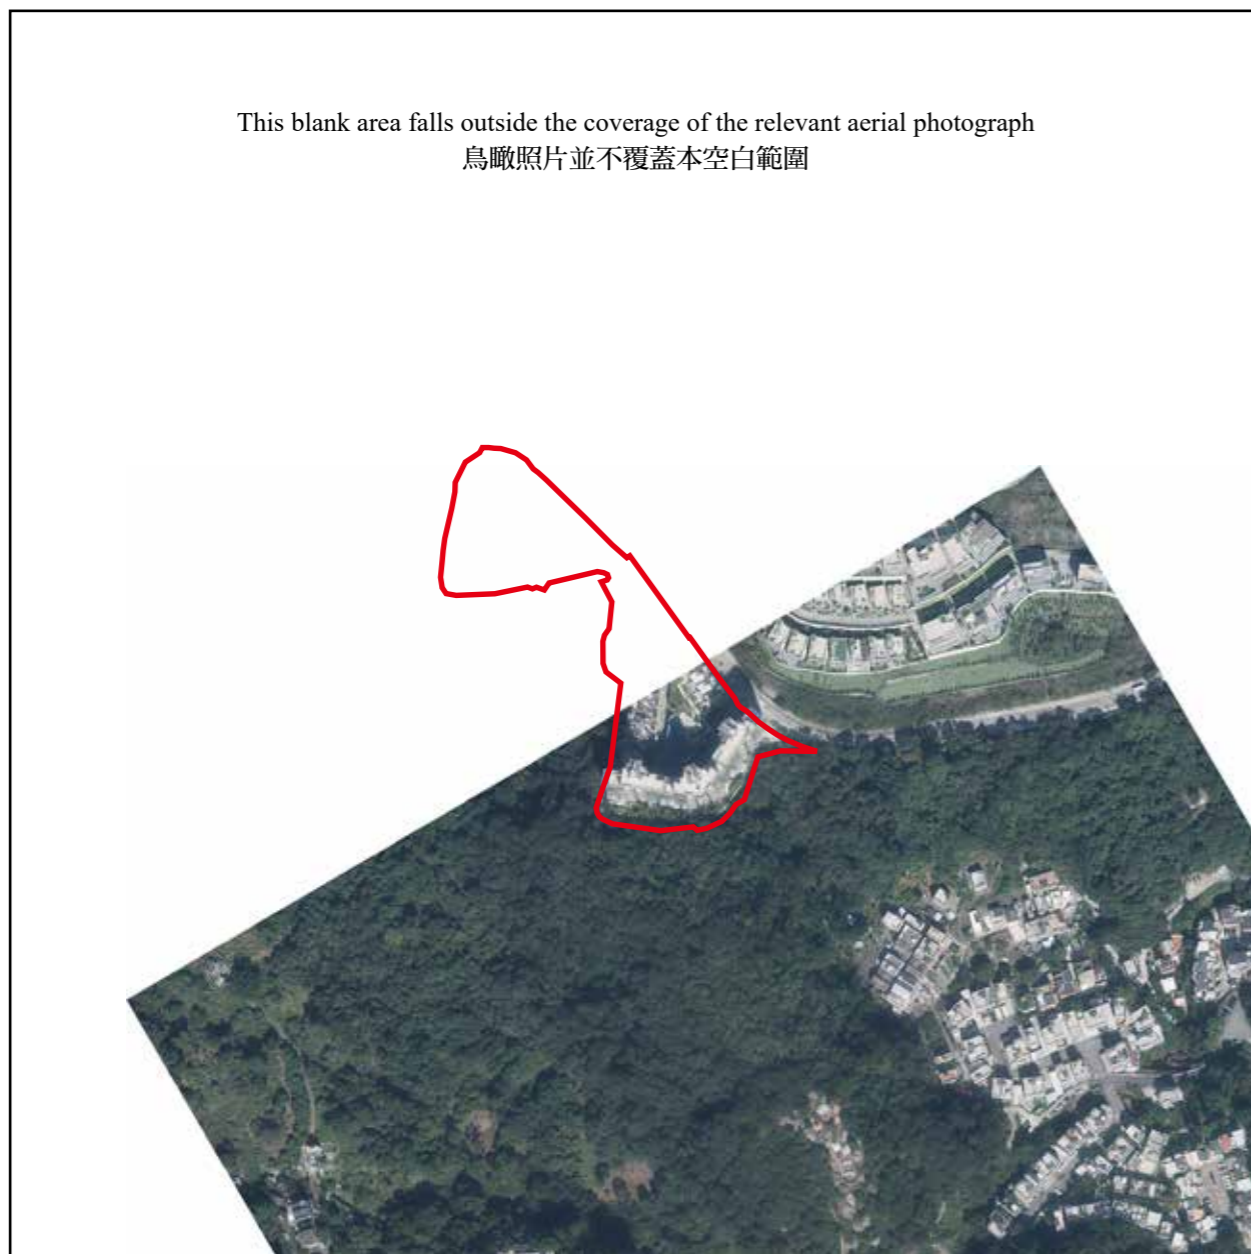 This blank area falls outside the coverage of the relevant aerial photograph
鳥瞰照片並不覆蓋本空白範圍